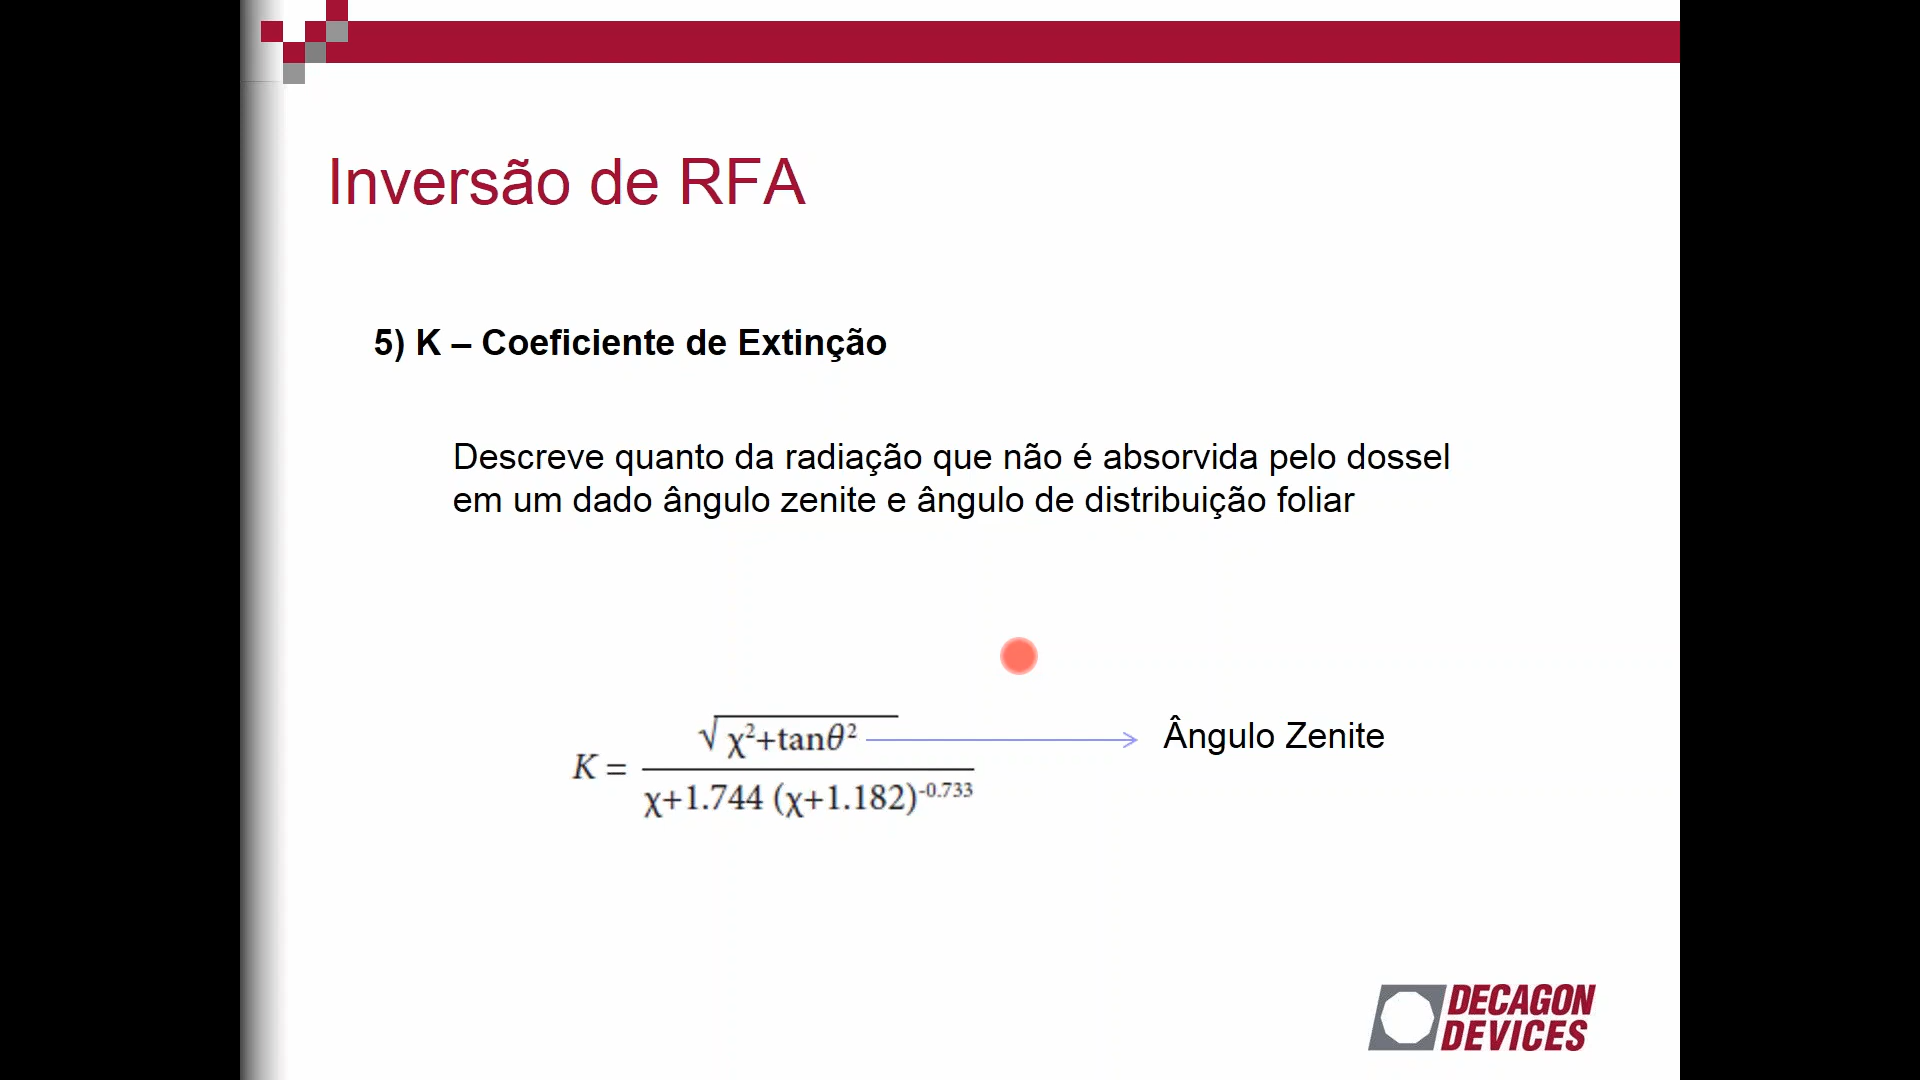 Inversão de RFA
5) K – Coeficiente de Extinção
Descreve quanto da radiação que não é absorvida pelo dossel
em um dado ângulo zenite e ângulo de distribuição foliar
K = √χ²+tanθ² / χ+1.744 (χ+1.182)^-0.733
Ângulo Zenite
DECAGON
DEVICES